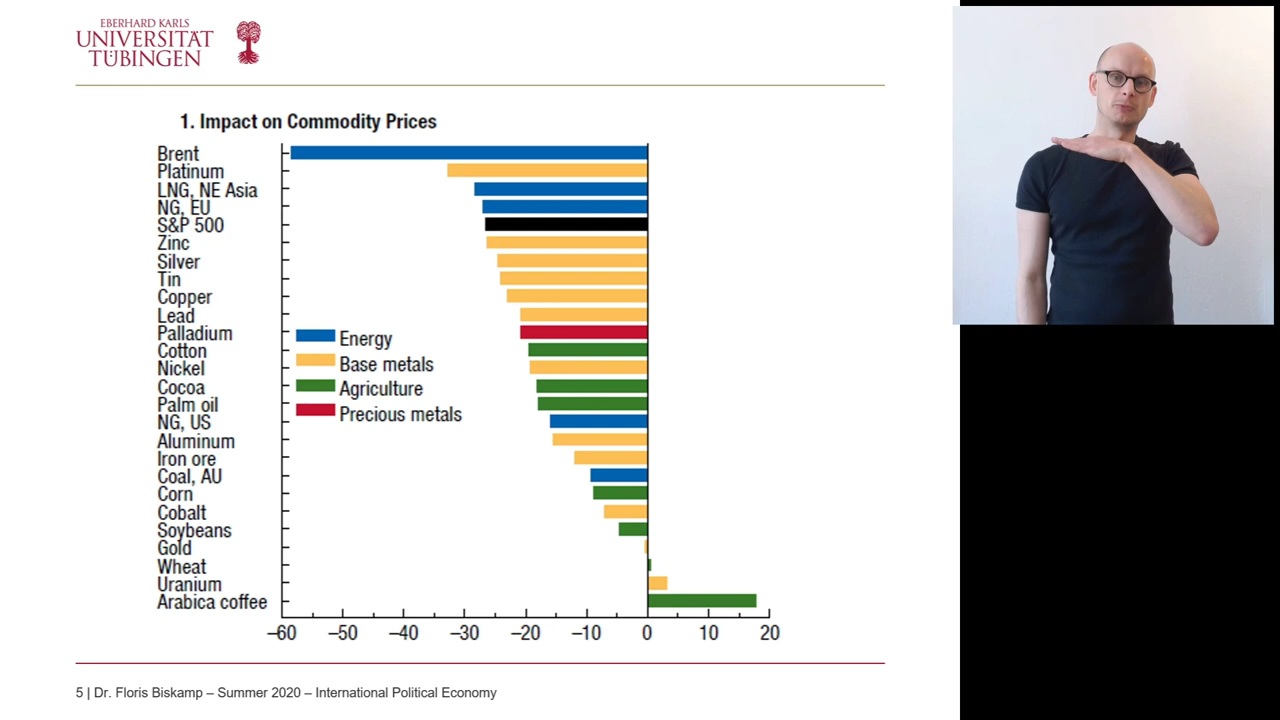 EBERHARD KARLS
UNIVERSITÄT
TÜBINGEN
1. Impact on Commodity Prices
Brent
Platinum
LNG, NE Asia
NG, EU
S&P 500
Zinc
Silver
Tin
Copper
Lead
Palladium
Cotton
Nickel
Cocoa
Palm oil
NG, US
Aluminum
Iron ore
Coal, AU
Corn
Cobalt
Soybeans
Gold
Wheat
Uranium
Arabica coffee
Energy
Base metals
Agriculture
Precious metals
–60 –50 –40 –30 –20 –10 0 10 20
5 | Dr. Floris Biskamp – Summer 2020 – International Political Economy